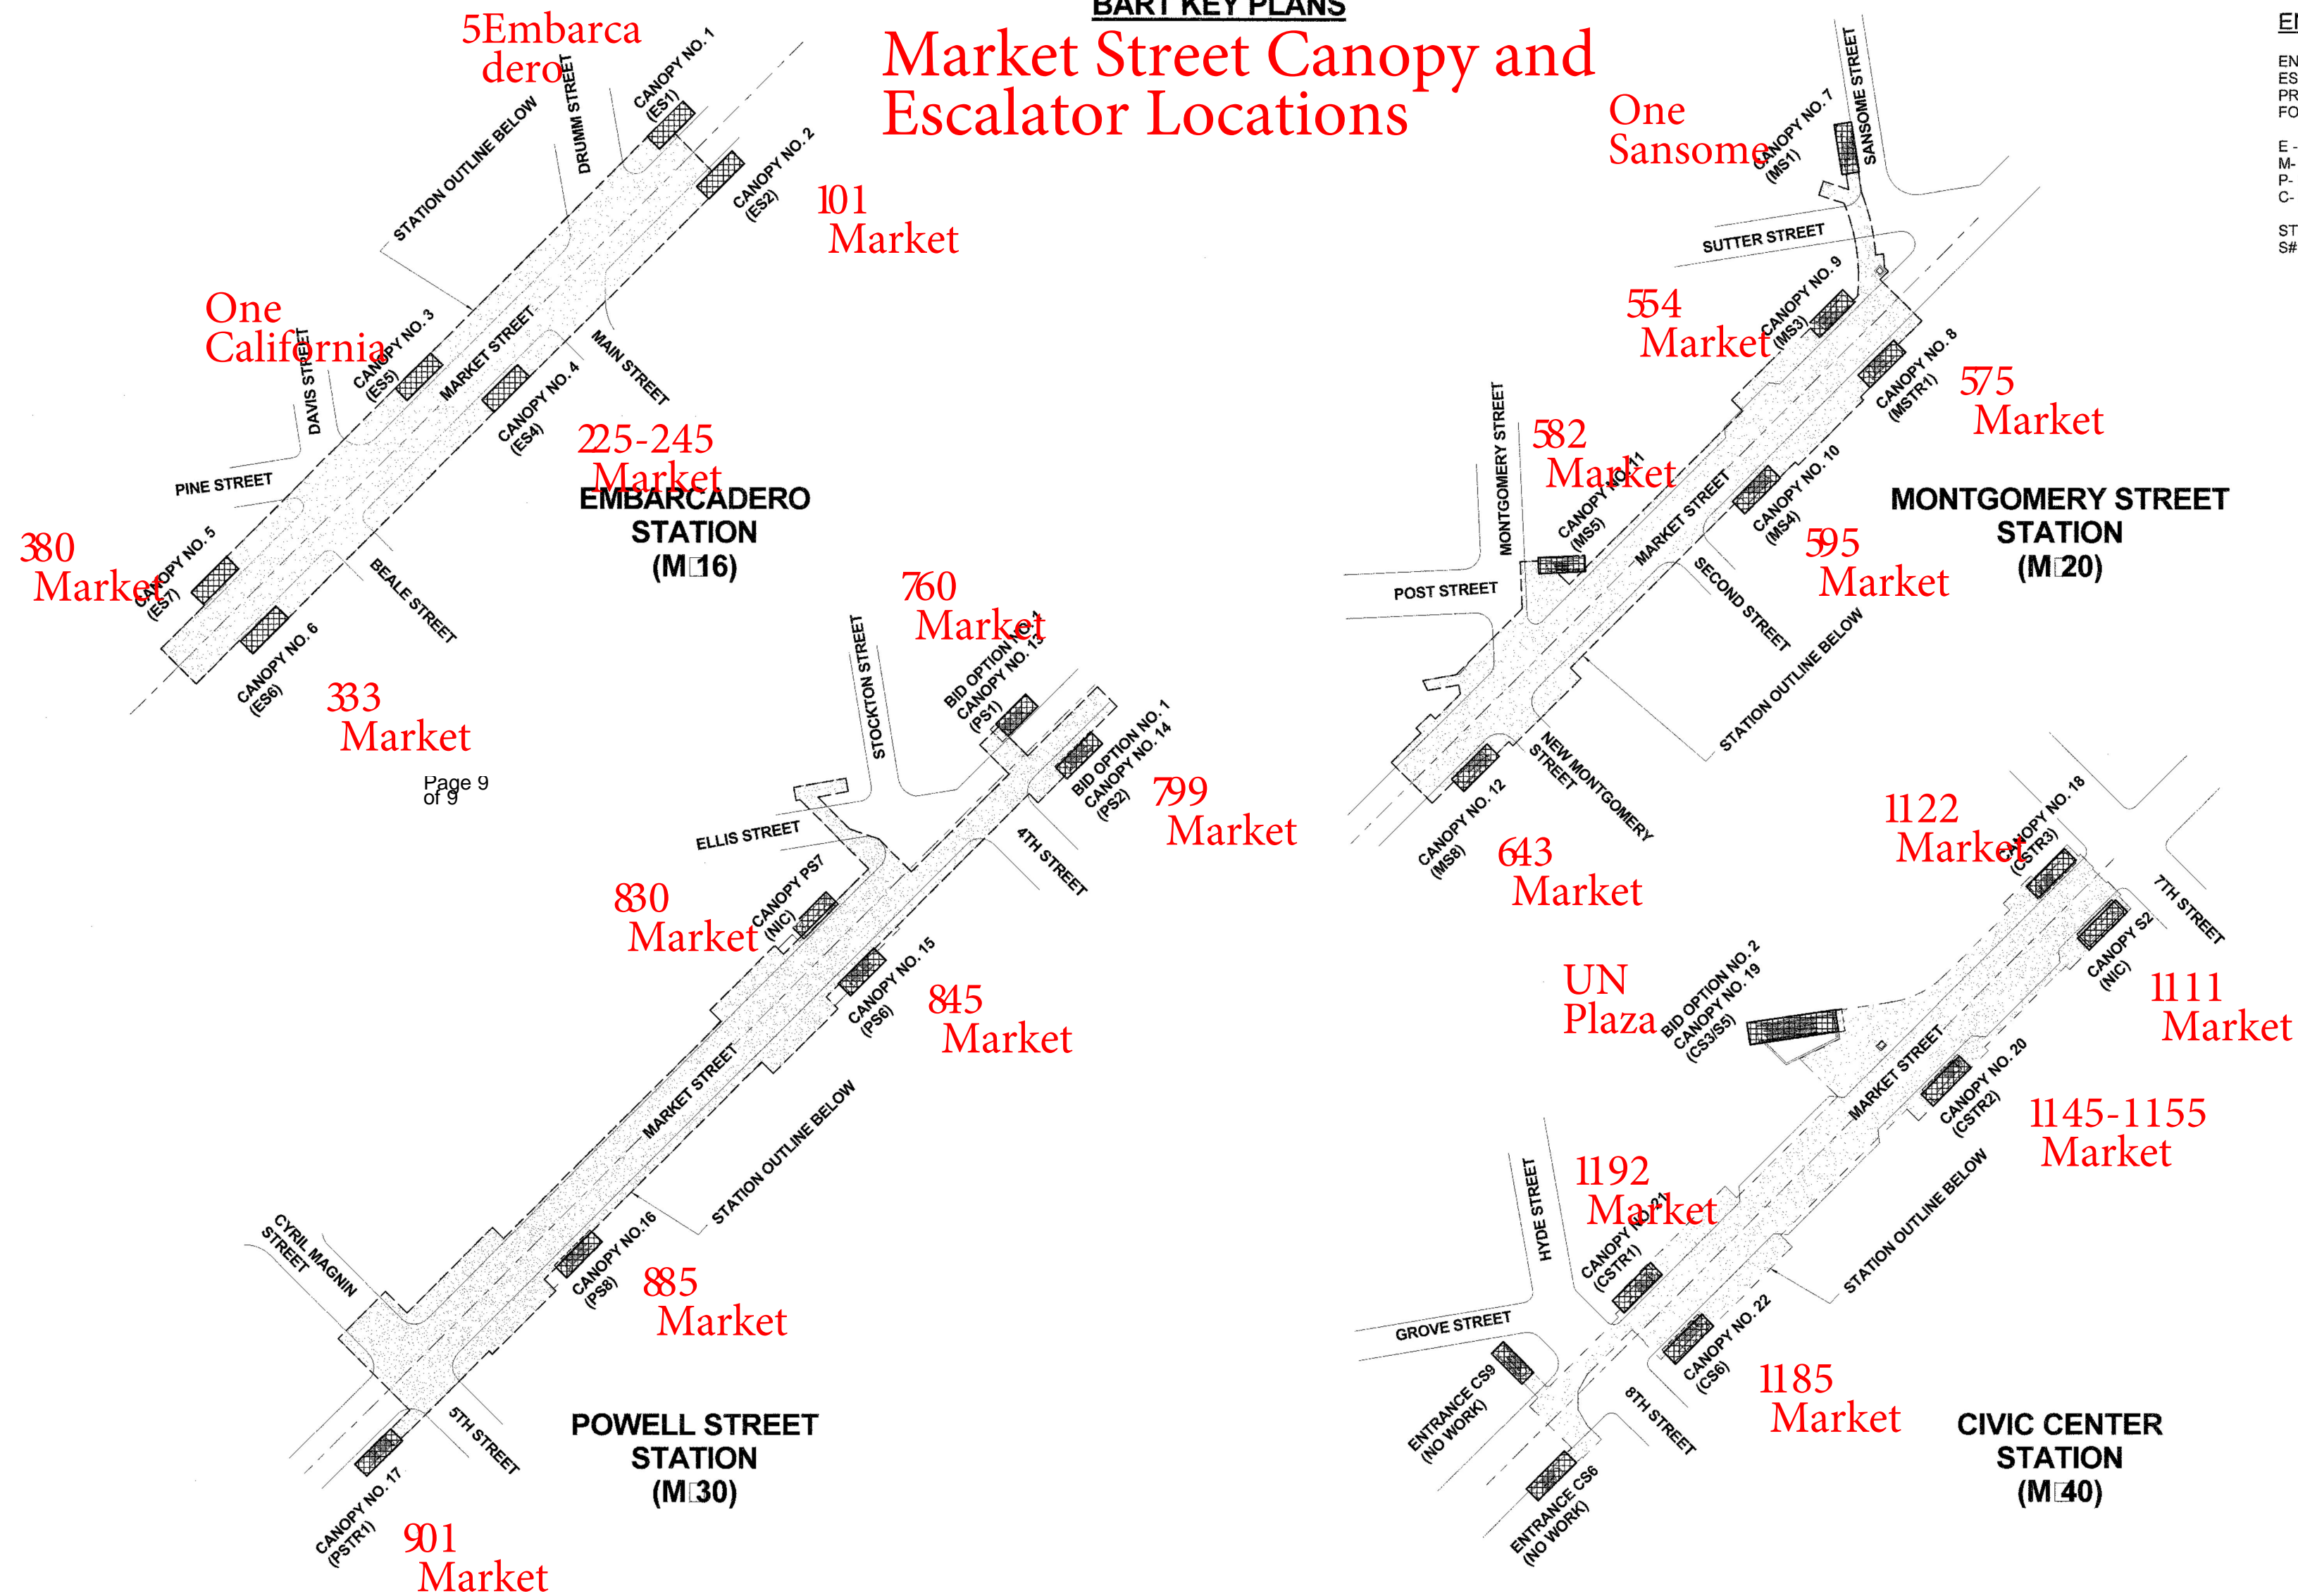 BART KEY PLANS
Market Street Canopy and
Escalator Locations
5Embarca
dero
DRUMM STREET
CANOPY NO. 1
(ES1)
STATION OUTLINE BELOW
CANOPY NO. 2
(ES2)
101
Market
One
California
DAVIS STREET
CANOPY NO. 3
(ES5)
MARKET STREET
CANOPY NO. 4
(ES4)
MAIN STREET
225-245
Market
PINE STREET
380
Market
CANOPY NO. 5
(ES7)
CANOPY NO. 6
(ES6)
BEALE STREET
333
Market
EMBARCADERO
STATION
(M□16)
Page 9
of 9
One
Sansome
CANOPY NO. 7
(MS1)
SANSOME STREET
SUTTER STREET
554
Market
CANOPY NO. 9
(MS3)
CANOPY NO. 8
(MSTR1)
575
Market
MONTGOMERY STREET
582
Market
CANOPY NO. 11
(MS5)
MARKET STREET
CANOPY NO. 10
(MS4)
595
Market
POST STREET
SECOND STREET
STATION OUTLINE BELOW
NEW MONTGOMERY
STREET
CANOPY NO. 12
(MS8)
643
Market
MONTGOMERY STREET
STATION
(M□20)
EN
ES
PR
FO
E -
M-
P-
C-
ST
S#
760
Market
STOCKTON STREET
BID OPTION NO. 1
CANOPY NO. 13
(PS1)
BID OPTION NO. 1
CANOPY NO. 14
(PS2)
799
Market
ELLIS STREET
4TH STREET
830
Market
CANOPY PS7
(NIC)
CANOPY NO. 15
(PS6)
845
Market
MARKET STREET
STATION OUTLINE BELOW
CYRIL MAGNIN
STREET
CANOPY NO.16
(PS8)
885
Market
5TH STREET
CANOPY NO. 17
(PSTR1)
901
Market
POWELL STREET
STATION
(M□30)
1122
Market
CANOPY NO. 18
(CSTR3)
7TH STREET
CANOPY S2
(NIC)
1111
Market
UN
Plaza
BID OPTION NO. 2
CANOPY NO. 19
(CS3/S5)
MARKET STREET
CANOPY NO. 20
(CSTR2)
1145-1155
Market
HYDE STREET
1192
Market
CANOPY NO. 21
(CSTR1)
STATION OUTLINE BELOW
GROVE STREET
CANOPY NO. 22
(CS6)
1185
Market
ENTRANCE CS9
(NO WORK)
8TH STREET
ENTRANCE CS6
(NO WORK)
CIVIC CENTER
STATION
(M□40)